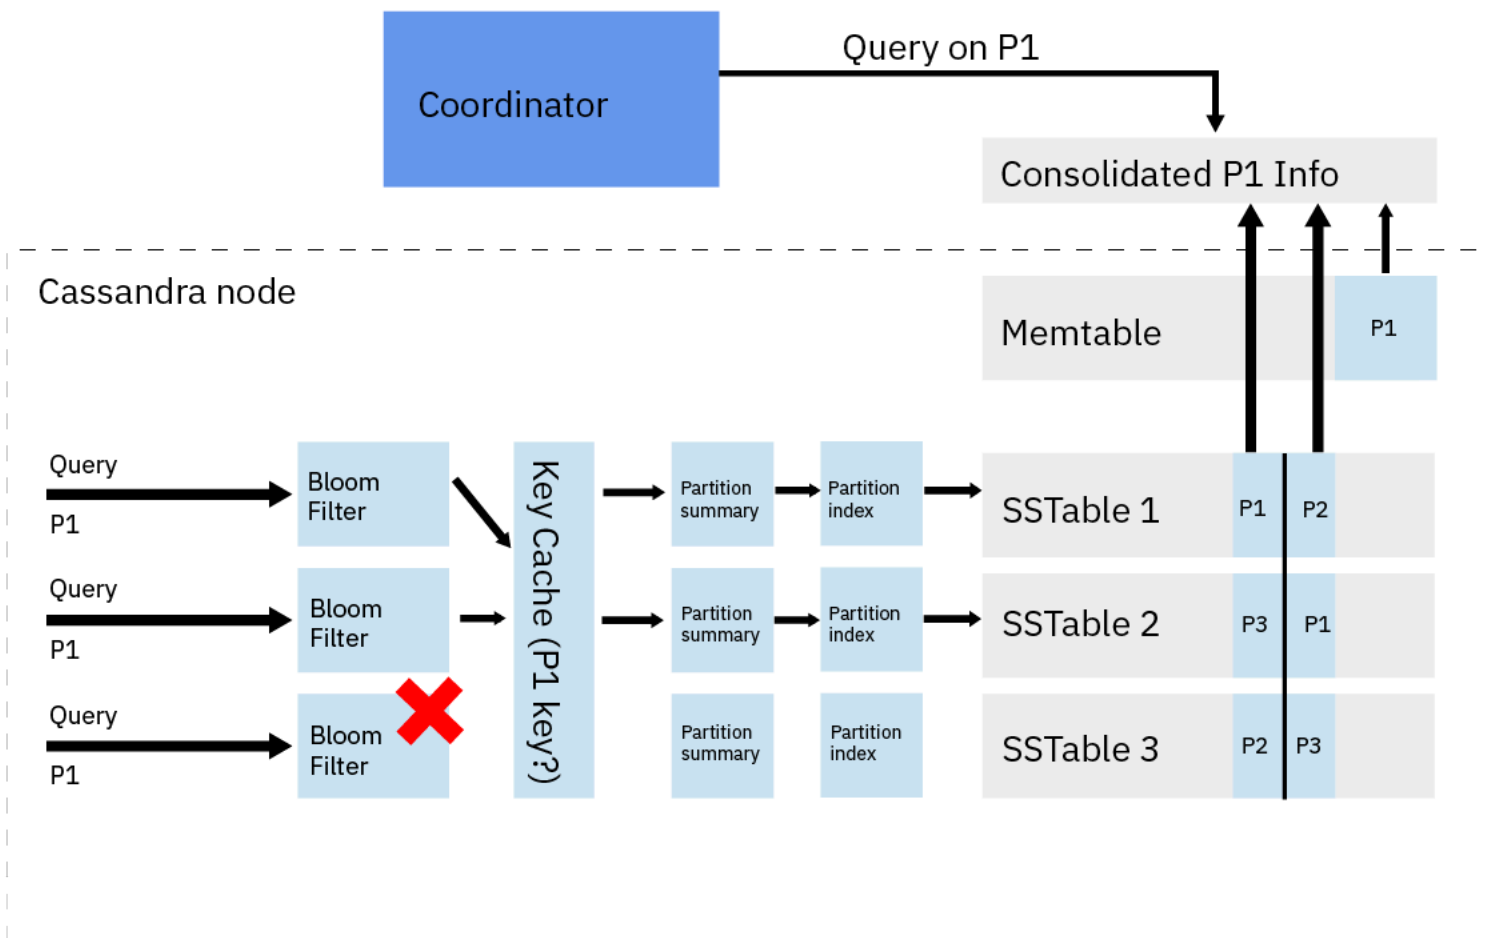 Coordinator
Query on P1
Consolidated P1 Info
Cassandra node
Memtable
P1
Query
P1
Bloom
Filter
Key Cache (P1 key?)
Partition
summary
Partition
index
SSTable 1
P1
P2
Query
P1
Bloom
Filter
Partition
summary
Partition
index
SSTable 2
P3
P1
Query
P1
Bloom
Filter
Partition
summary
Partition
index
SSTable 3
P2
P3